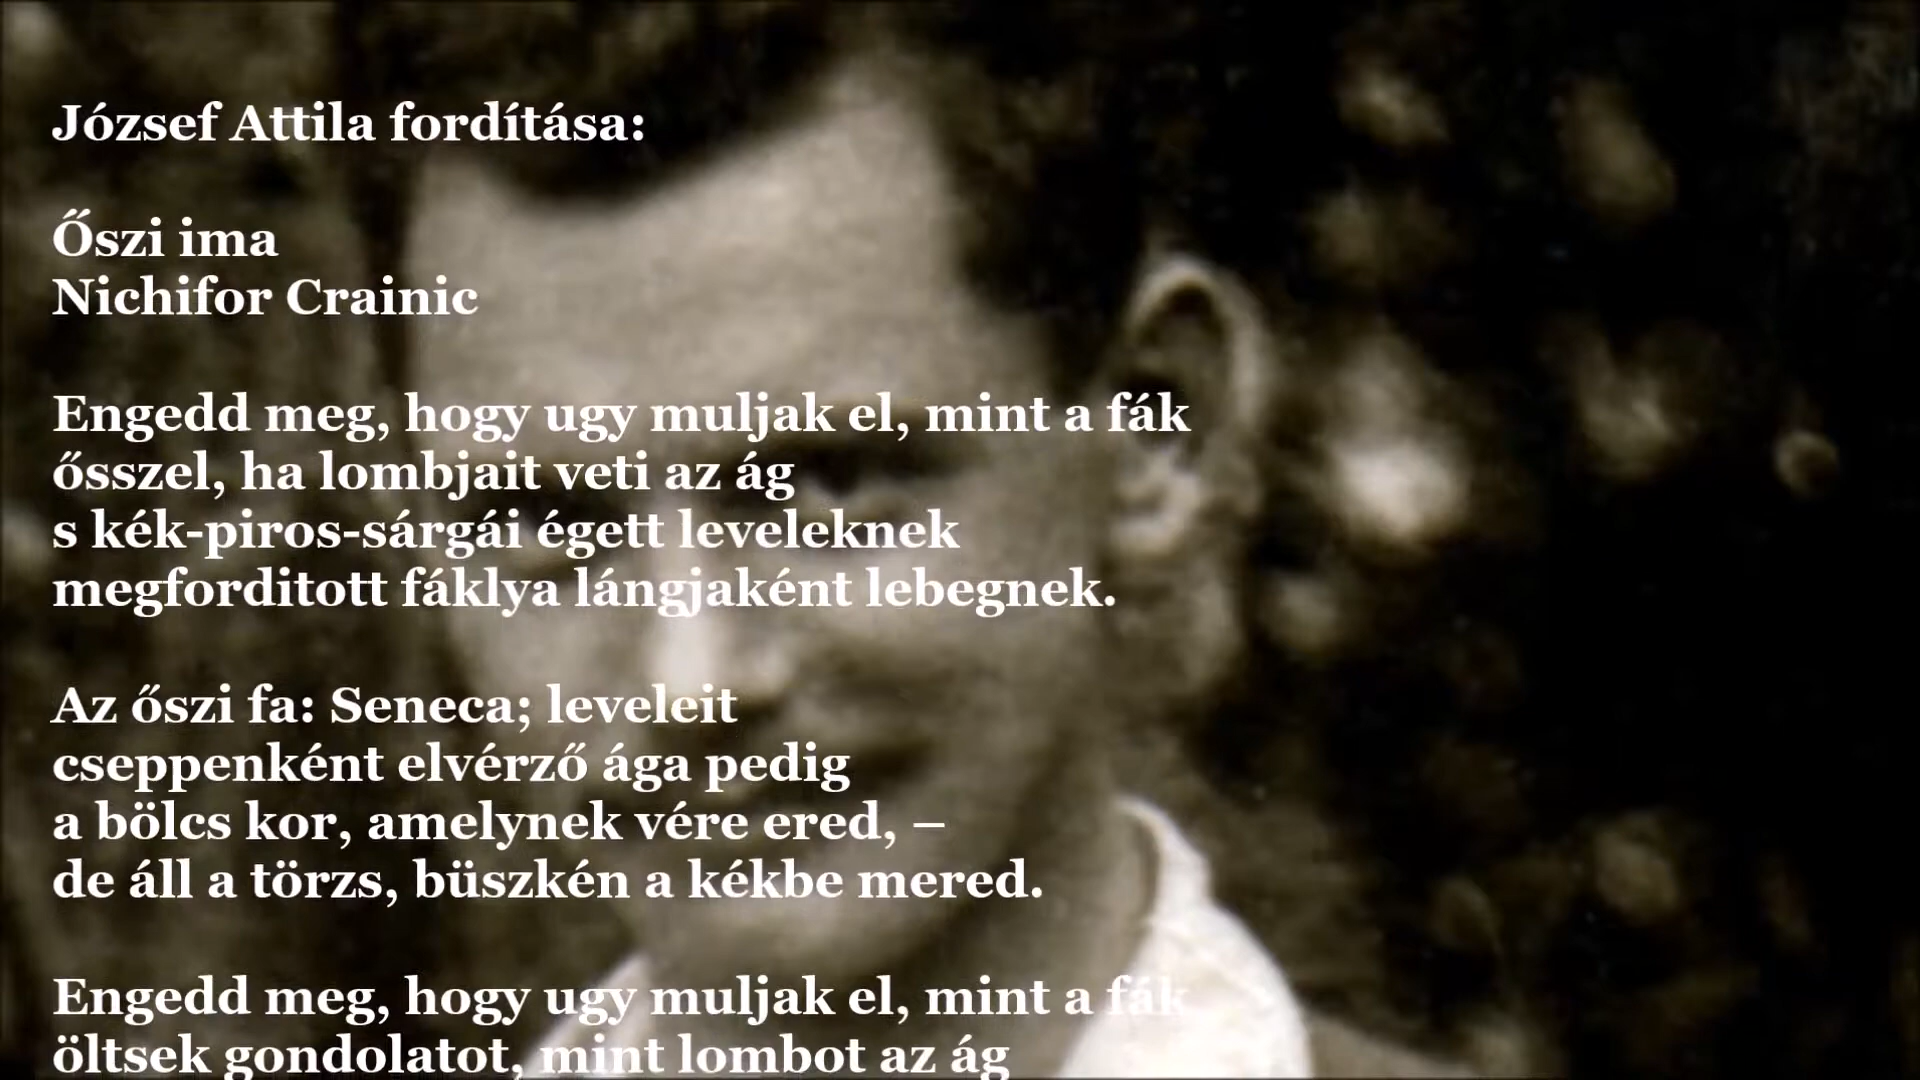 József Attila fordítása:
Őszi ima
Nichifor Crainic
Engedd meg, hogy ugy muljak el, mint a fák
ősszel, ha lombjait veti az ág
s kék-piros-sárgái égett leveleknek
megforditott fáklya lángjaként lebegnek.
Az őszi fa: Seneca; leveleit
cseppenként elvérző ága pedig
a bölcs kor, amelynek vére ered, –
de áll a törzs, büszkén a kékbe mered.
Engedd meg, hogy ugy muljak el, mint a fák
öltsek gondolatot, mint lombot az ág